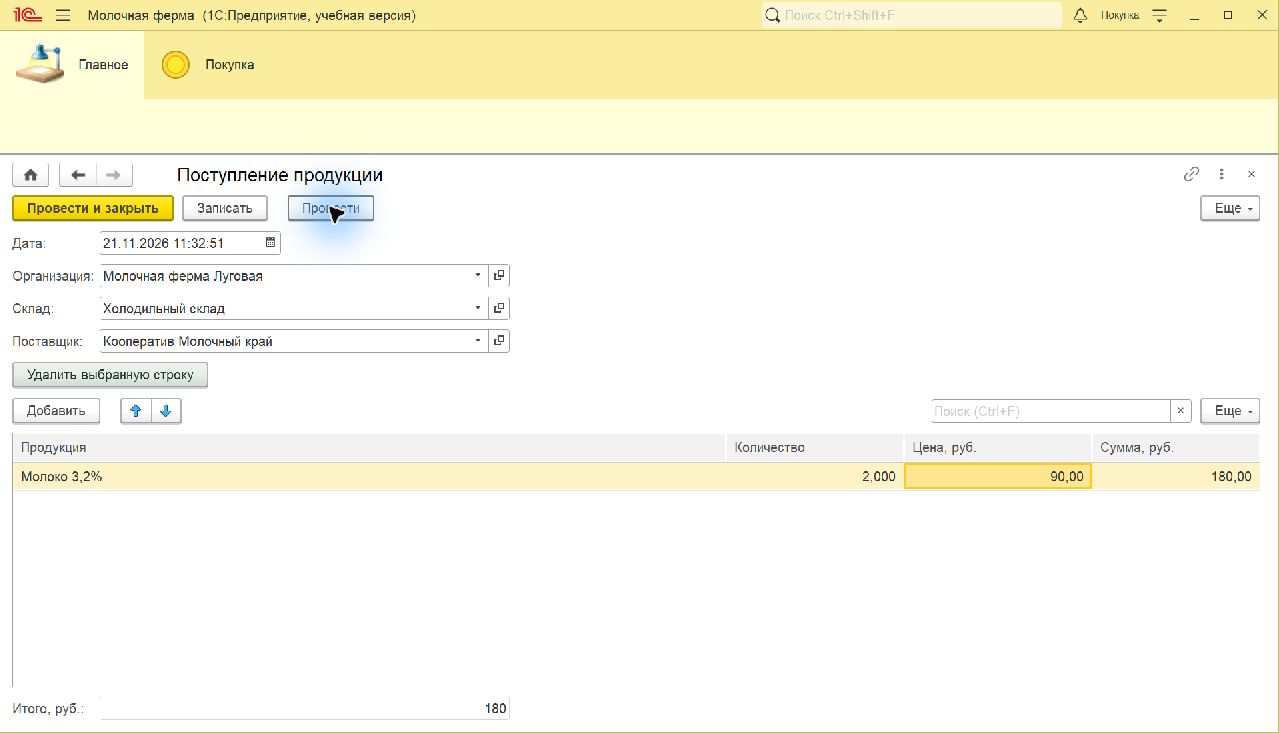 1С Молочная ферма (1С:Предприятие, учебная версия) Поиск Ctrl+Shift+F Покупка
Главное Покупка
Поступление продукции
Провести и закрыть Записать Провести Еще
Дата: 21.11.2026 11:32:51
Организация: Молочная ферма Луговая
Склад: Холодильный склад
Поставщик: Кооператив Молочный край
Удалить выбранную строку
Добавить Поиск (Ctrl+F) × Еще
Продукция Количество Цена, руб. Сумма, руб.
Молоко 3,2% 2,000 90,00 180,00
Итого, руб.: 180